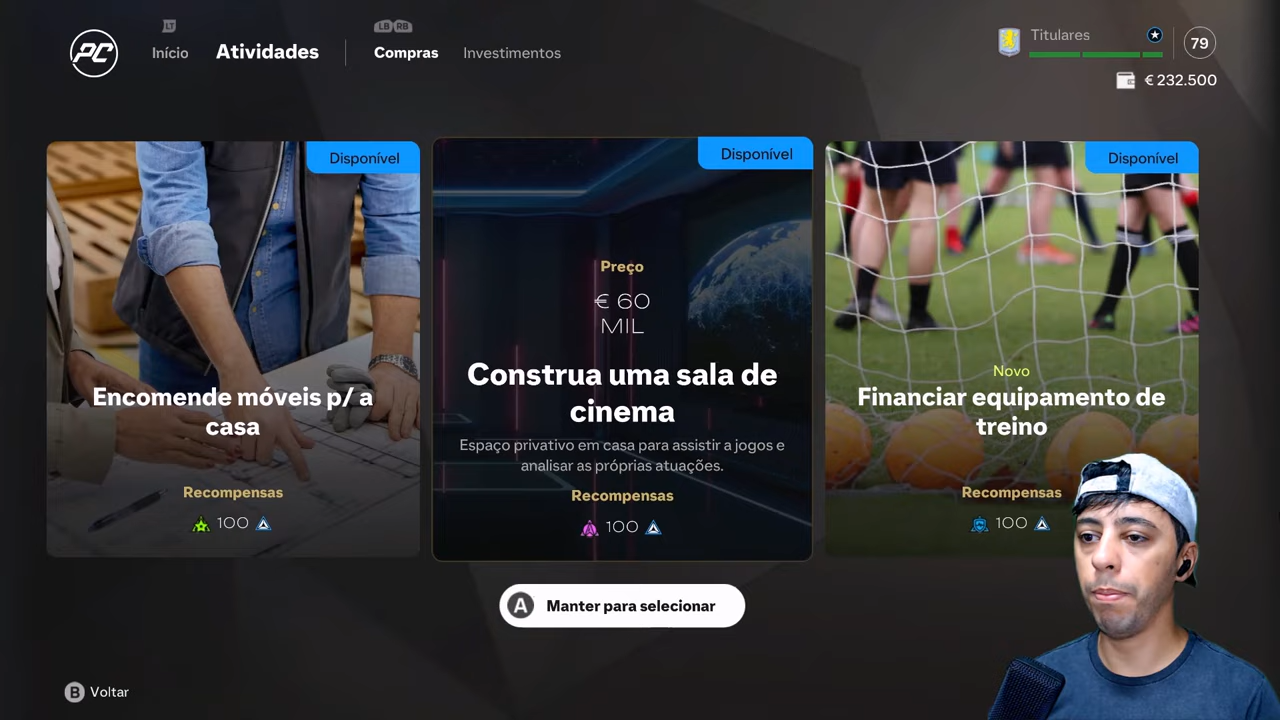 PC
LT
Início
Atividades
LB RB
Compras
Investimentos
Titulares
79
€ 232.500
Disponível
Encomende móveis p/ a
casa
Recompensas
100
Disponível
Preço
€ 60
MIL
Construa uma sala de
cinema
Espaço privativo em casa para assistir a jogos e
analisar as próprias atuações.
Recompensas
100
Disponível
Novo
Financiar equipamento de
treino
Recompensas
100
A Manter para selecionar
B Voltar